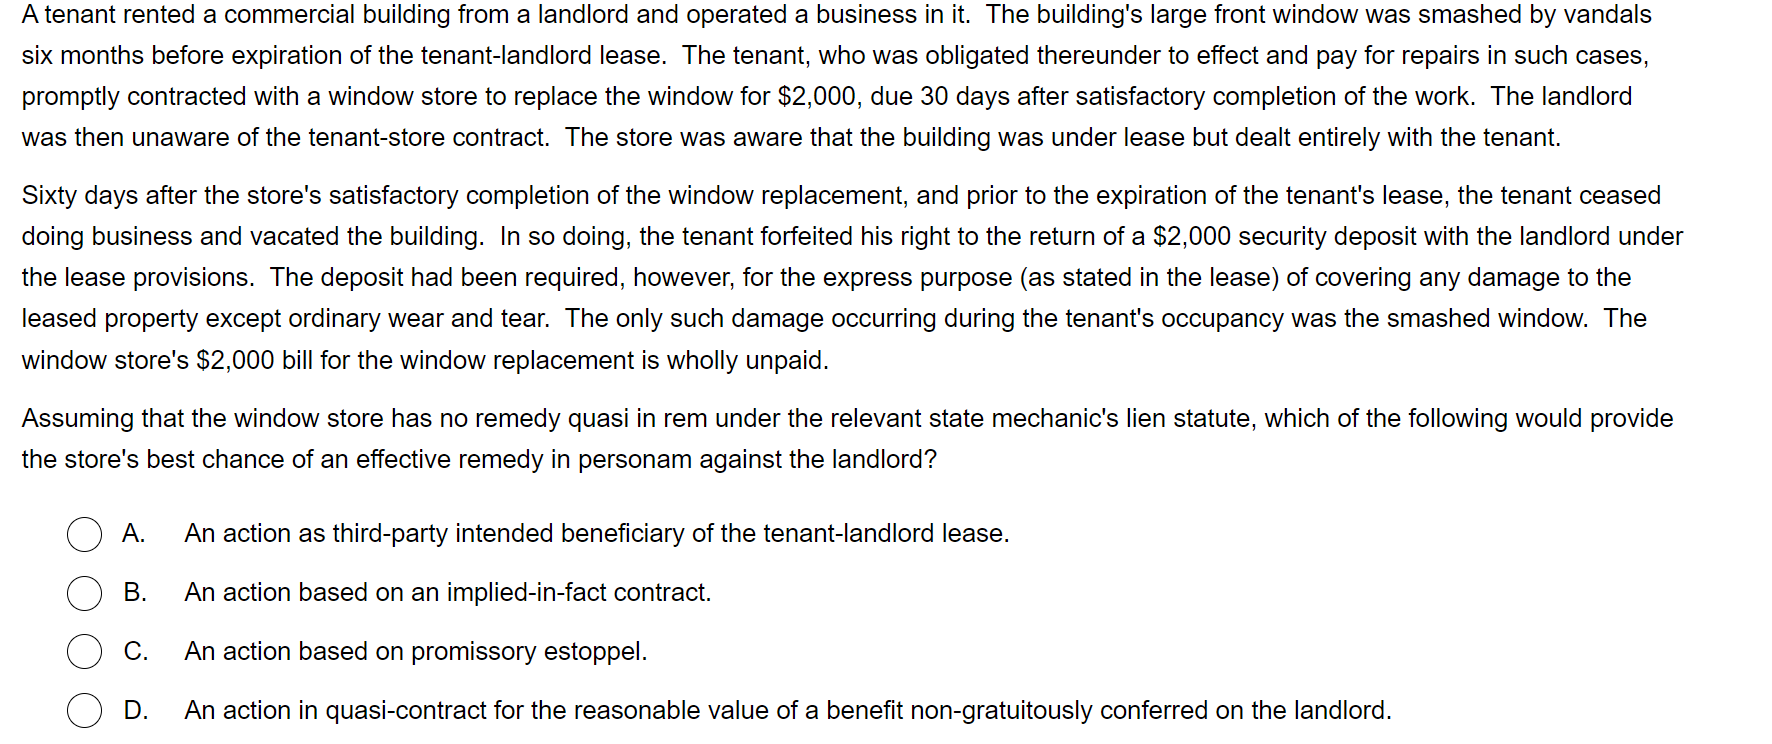 A tenant rented a commercial building from a landlord and operated a business in it.  The building's large front window was smashed by vandals
six months before expiration of the tenant-landlord lease.  The tenant, who was obligated thereunder to effect and pay for repairs in such cases,
promptly contracted with a window store to replace the window for $2,000, due 30 days after satisfactory completion of the work.  The landlord
was then unaware of the tenant-store contract.  The store was aware that the building was under lease but dealt entirely with the tenant.
Sixty days after the store's satisfactory completion of the window replacement, and prior to the expiration of the tenant's lease, the tenant ceased
doing business and vacated the building.  In so doing, the tenant forfeited his right to the return of a $2,000 security deposit with the landlord under
the lease provisions.  The deposit had been required, however, for the express purpose (as stated in the lease) of covering any damage to the
leased property except ordinary wear and tear.  The only such damage occurring during the tenant's occupancy was the smashed window.  The
window store's $2,000 bill for the window replacement is wholly unpaid.
Assuming that the window store has no remedy quasi in rem under the relevant state mechanic's lien statute, which of the following would provide
the store's best chance of an effective remedy in personam against the landlord?
A. An action as third-party intended beneficiary of the tenant-landlord lease.
B. An action based on an implied-in-fact contract.
C. An action based on promissory estoppel.
D. An action in quasi-contract for the reasonable value of a benefit non-gratuitously conferred on the landlord.